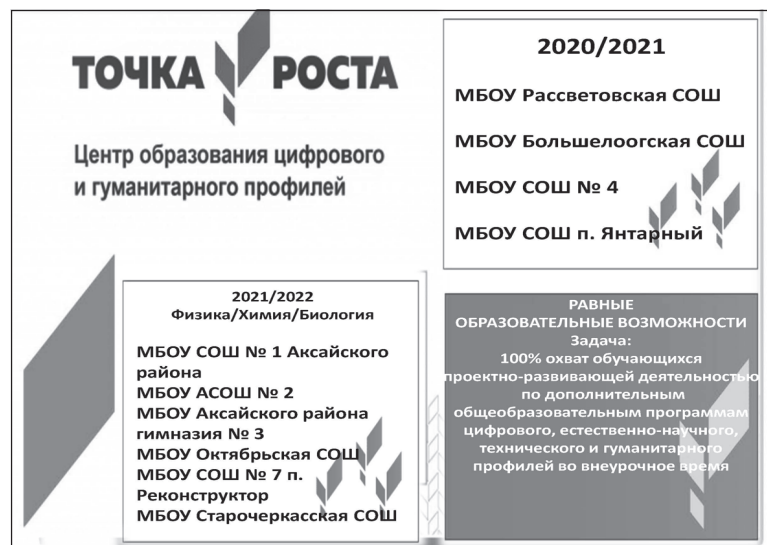 ТОЧКА РОСТА
Центр образования цифрового
и гуманитарного профилей
2020/2021
МБОУ Рассветовская СОШ
МБОУ Большелоогская СОШ
МБОУ СОШ № 4
МБОУ СОШ п. Янтарный
2021/2022
Физика/Химия/Биология
МБОУ СОШ № 1 Аксайского
района
МБОУ АСОШ № 2
МБОУ Аксайского района
гимназия № 3
МБОУ Октябрьская СОШ
МБОУ СОШ № 7 п.
Реконструктор
МБОУ Старочеркасская СОШ
РАВНЫЕ
ОБРАЗОВАТЕЛЬНЫЕ ВОЗМОЖНОСТИ
Задача:
100% охват обучающихся
проектно-развивающей деятельностью
по дополнительным
общеобразовательным программам
цифрового, естественно-научного,
технического и гуманитарного
профилей во внеурочное время